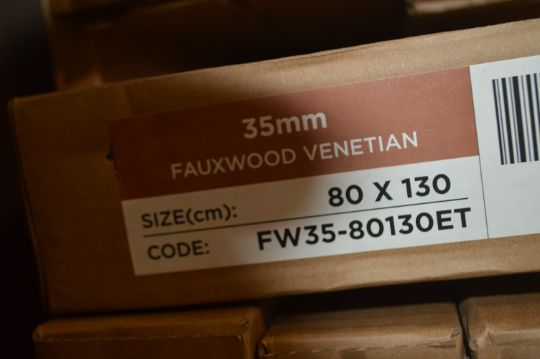 35mm
FAUXWOOD VENETIAN
SIZE(cm): 80 X 130
CODE: FW35-80130ET